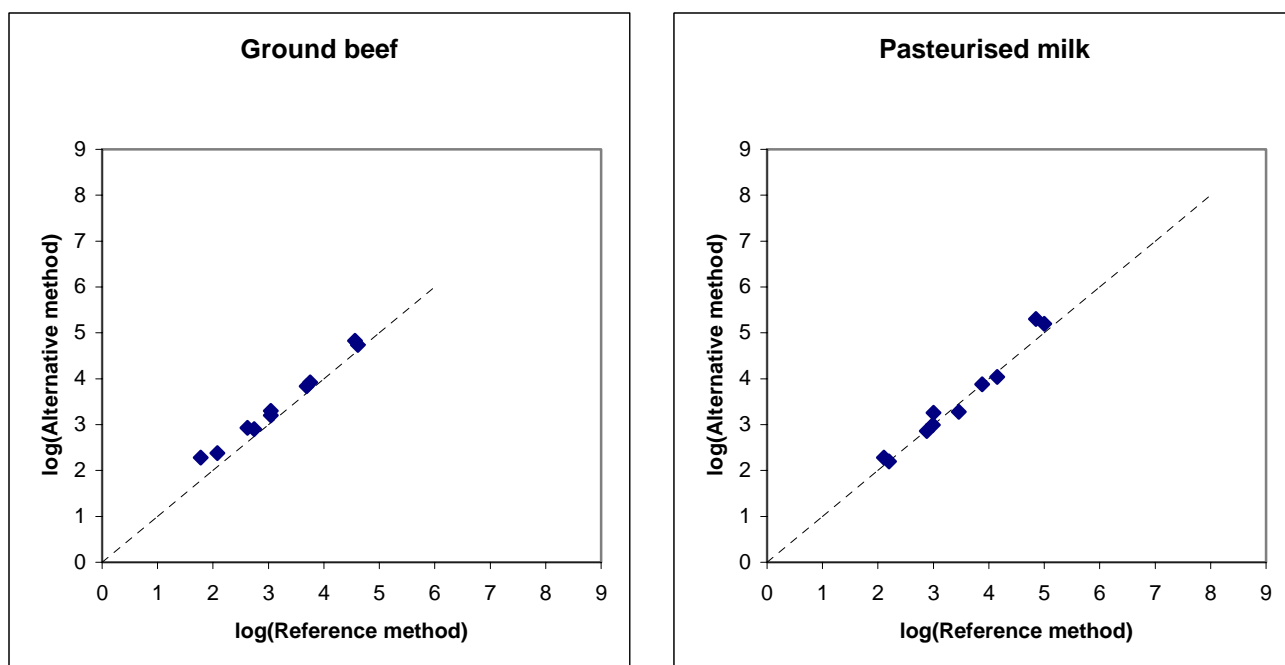 Ground beef
9
8
7
6
5
4
3
2
1
0
log(Alternative method)
0 1 2 3 4 5 6 7 8 9
log(Reference method)
Pasteurised milk
9
8
7
6
5
4
3
2
1
0
log(Alternative method)
0 1 2 3 4 5 6 7 8 9
log(Reference method)